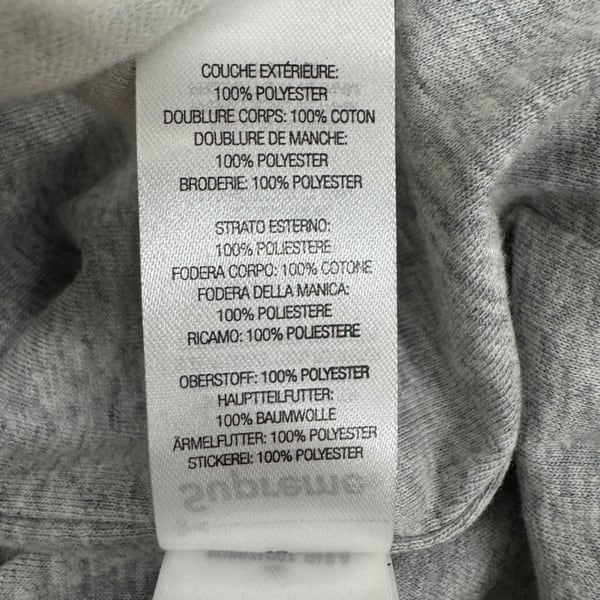 COUCHE EXTÉRIEURE:
100% POLYESTER
DOUBLURE CORPS: 100% COTON
DOUBLURE DE MANCHE:
100% POLYESTER
BRODERIE: 100% POLYESTER
STRATO ESTERNO:
100% POLIESTERE
FODERA CORPO: 100% COTONE
FODERA DELLA MANICA:
100% POLIESTERE
RICAMO: 100% POLIESTERE
OBERSTOFF: 100% POLYESTER
HAUPTTEILFUTTER:
100% BAUMWOLLE
ÄRMELFUTTER: 100% POLYESTER
STICKEREI: 100% POLYESTER
Supreme